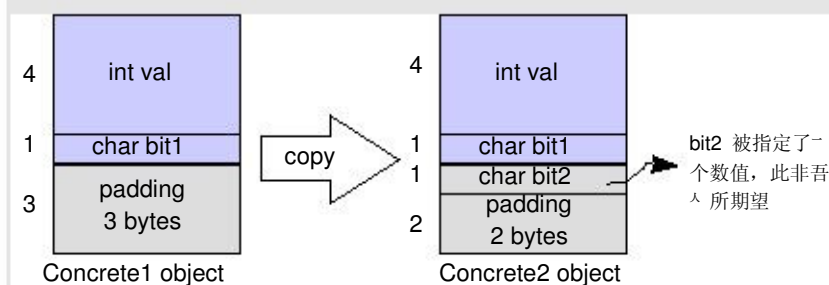 4
int val
1
char bit1
3
padding
3 bytes
Concrete1 object
copy
4
int val
1
char bit1
1
char bit2
2
padding
2 bytes
Concrete2 object
bit2 被指定了一
个数值，此非吾
人 所期望